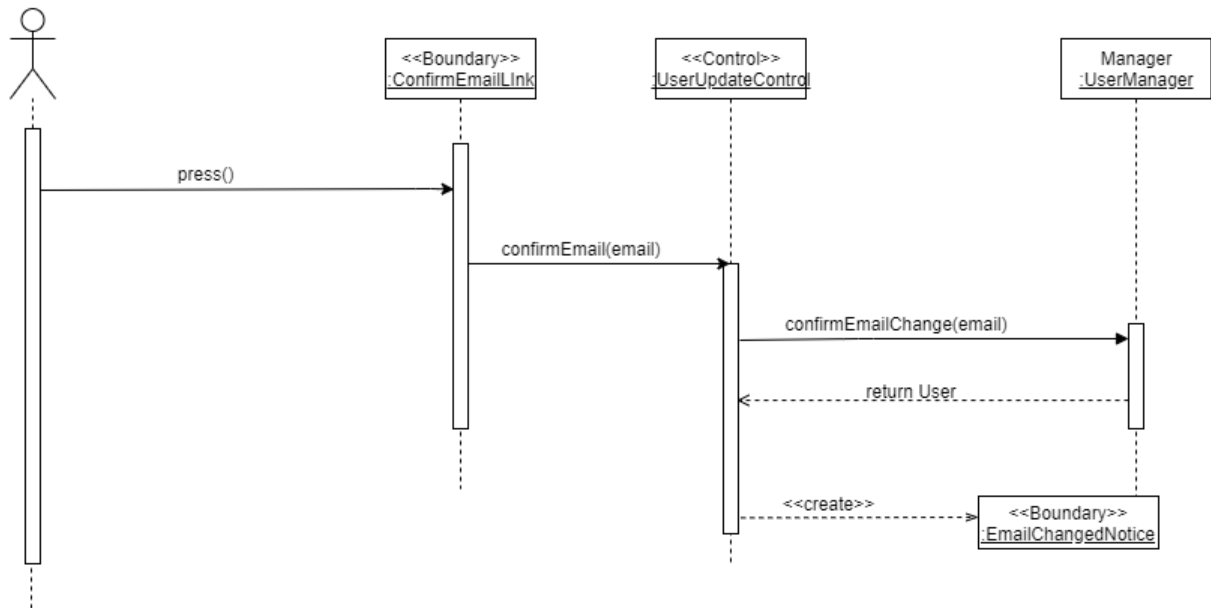 <<Boundary>>
:ConfirmEmailLInk
<<Control>>
:UserUpdateControl
Manager
:UserManager
press()
confirmEmail(email)
confirmEmailChange(email)
return User
<<create>>
<<Boundary>>
:EmailChangedNotice